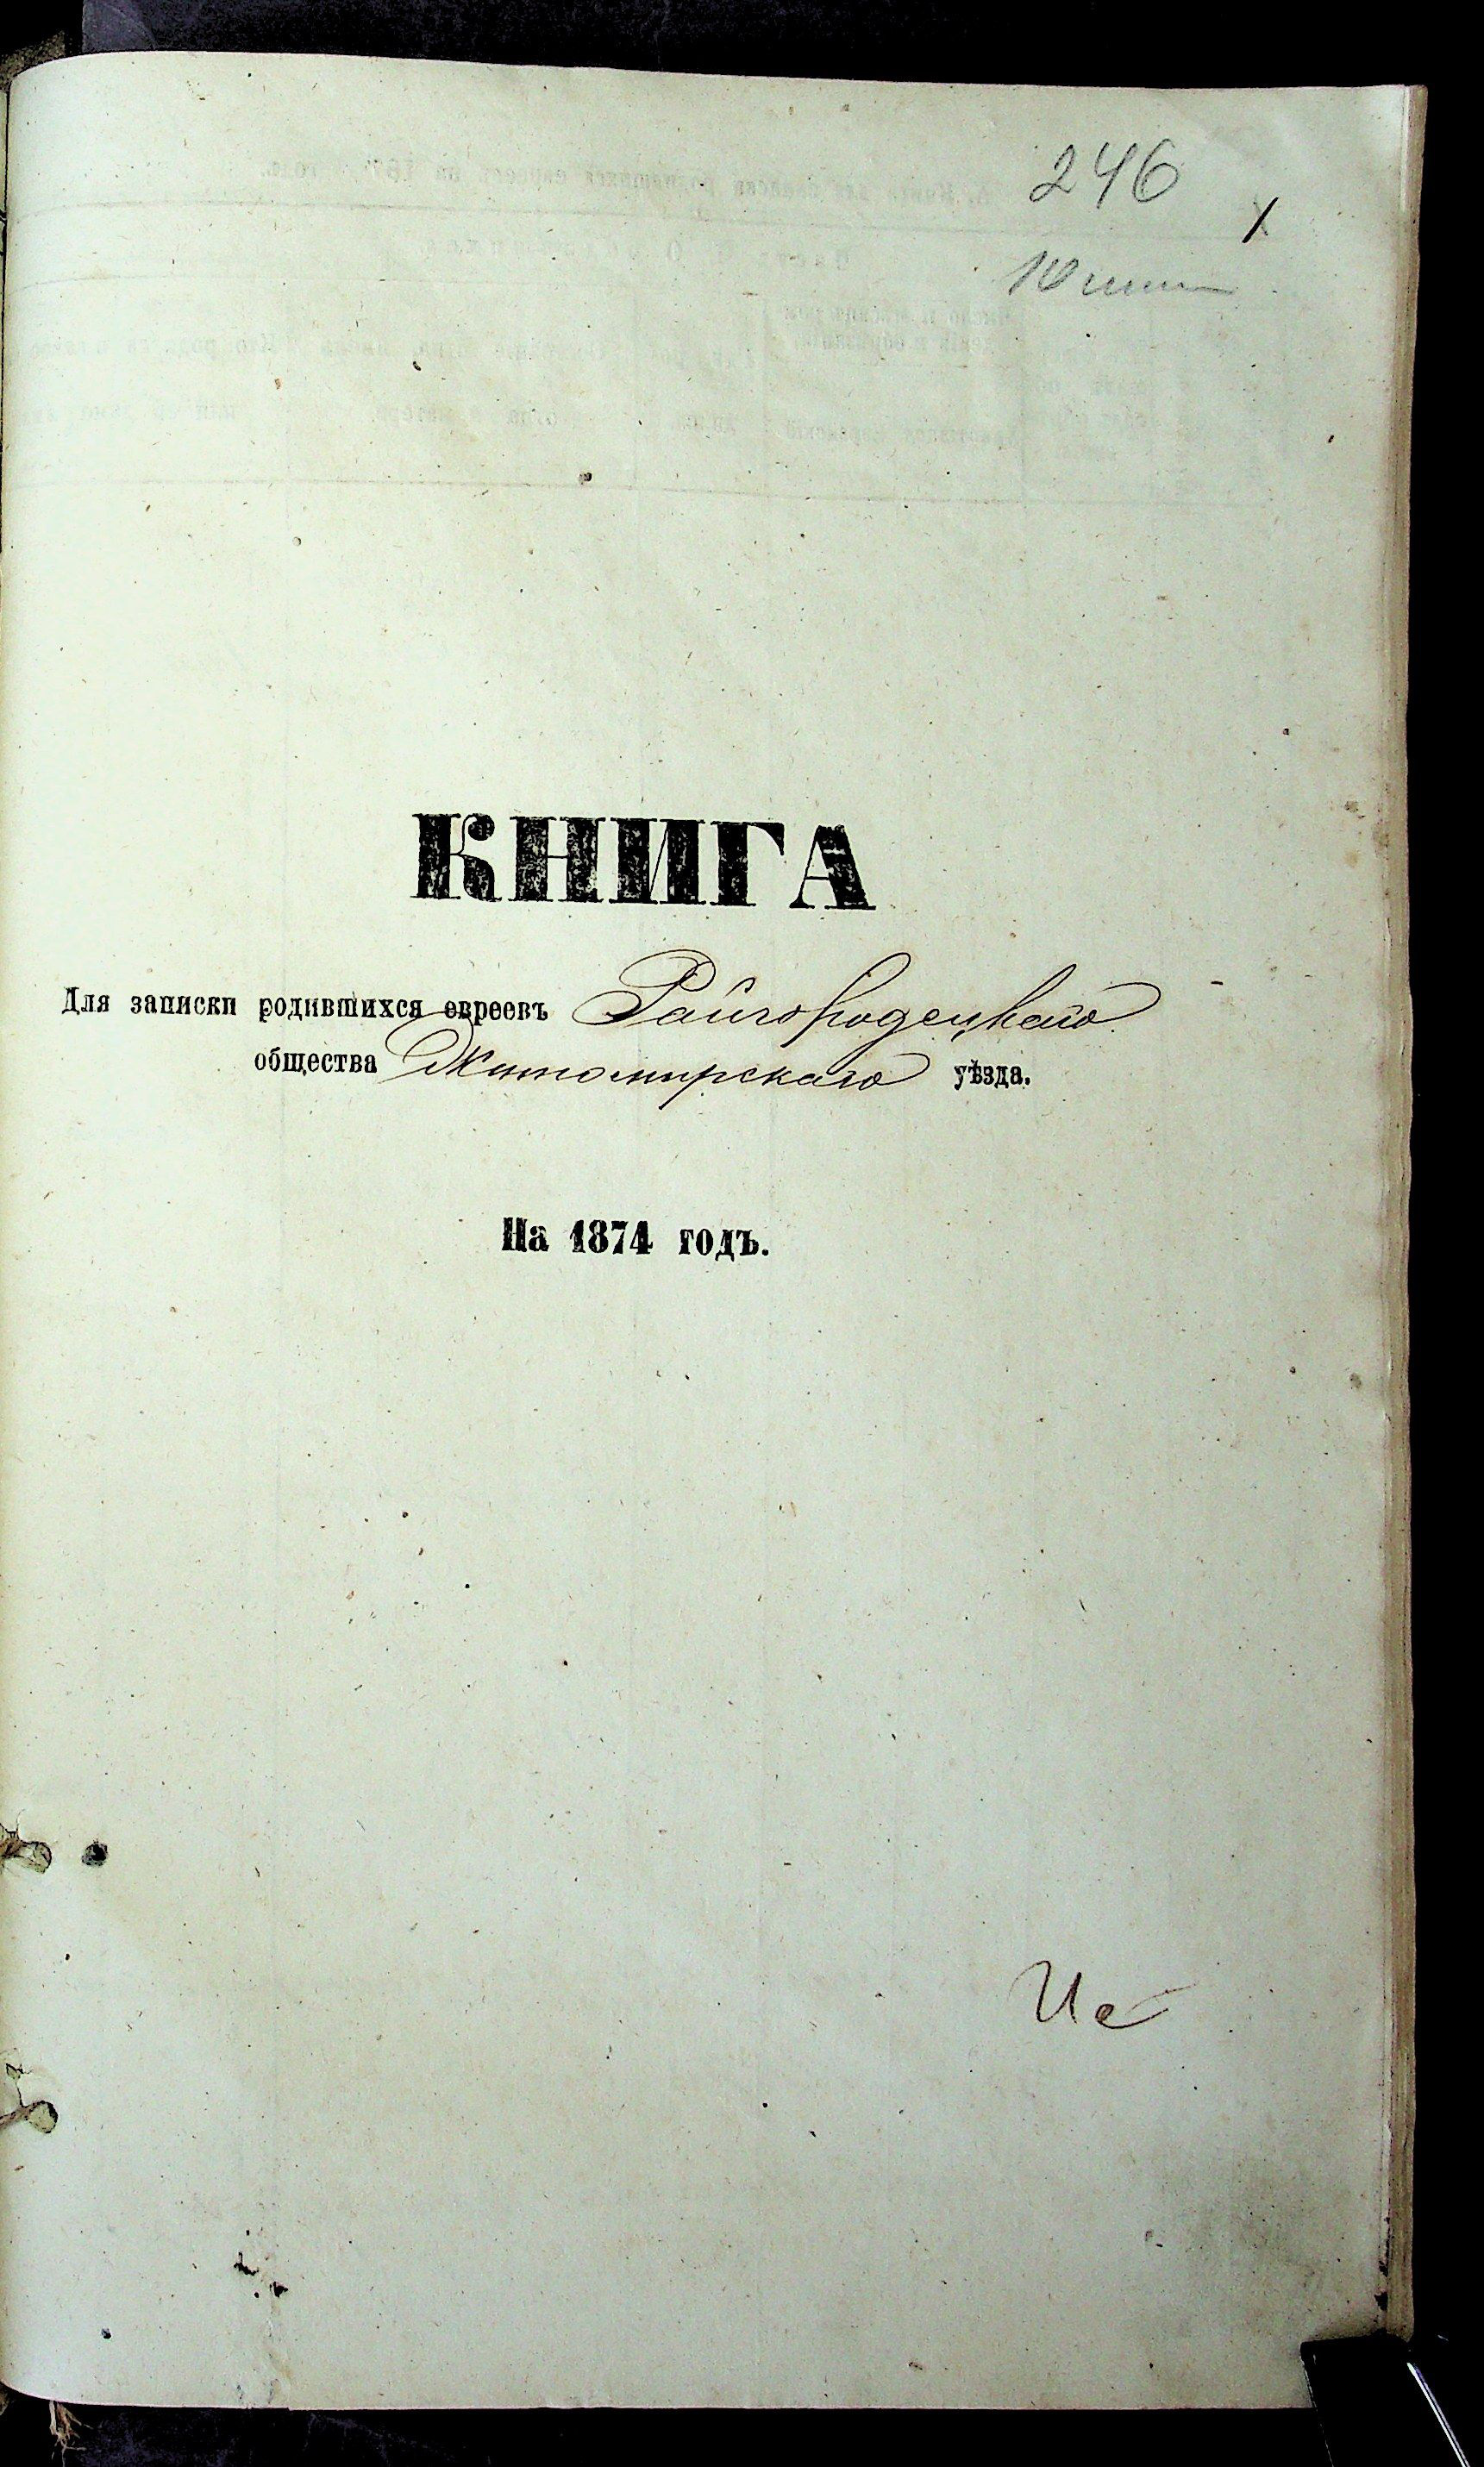 246
1
КНИГА
Для записки родившихся евреевъ Райгородецкаго
общества Житомирскаго уѣзда.
На 1874 годъ.